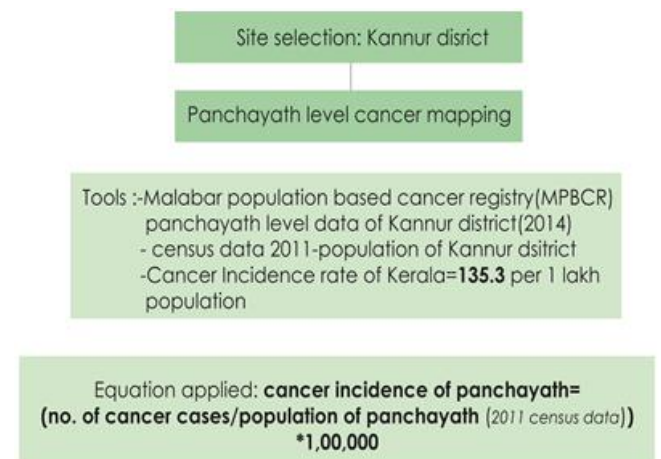 Site selection: Kannur disrict
Panchayath level cancer mapping
Tools :-Malabar population based cancer registry(MPBCR)
panchayath level data of Kannur district(2014)
- census data 2011-population of Kannur dsitrict
-Cancer Incidence rate of Kerala=135.3 per 1 lakh
population
Equation applied: cancer incidence of panchayath=
(no. of cancer cases/population of panchayath (2011 census data))
*1,00,000